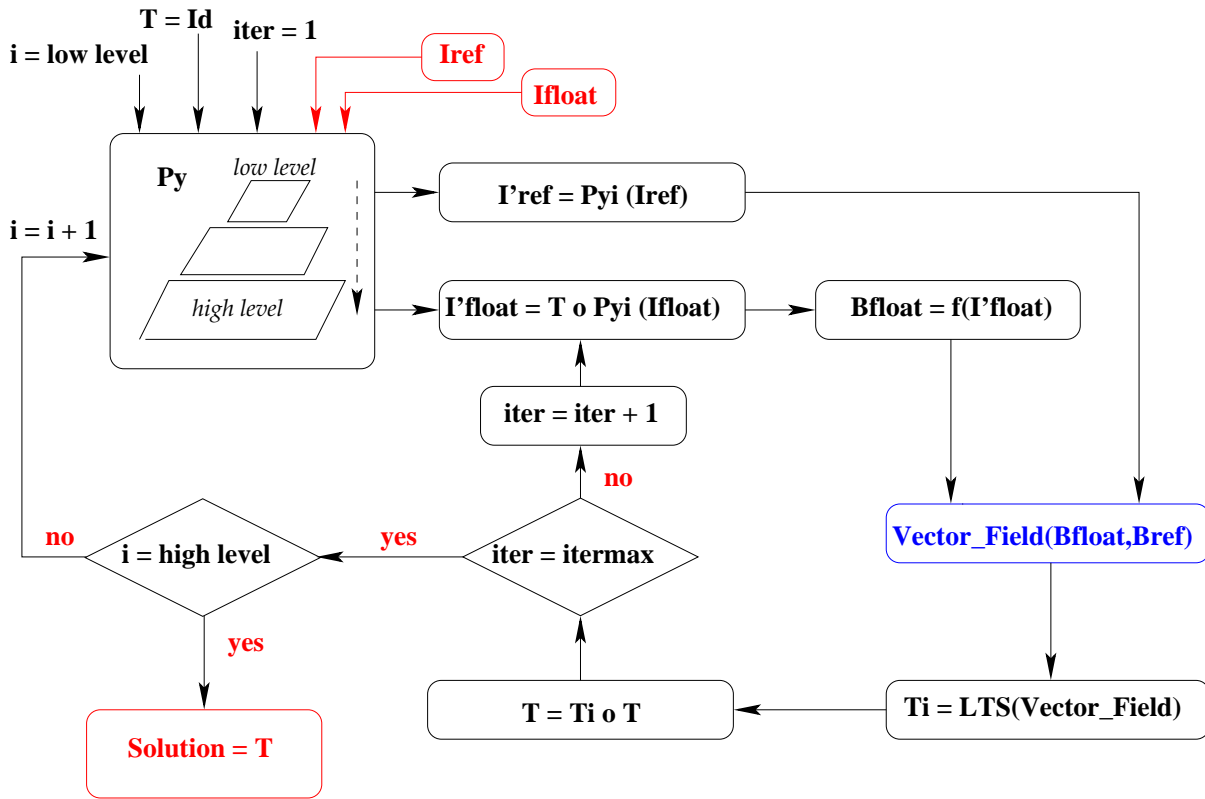 T = Id
iter = 1
i = low level
Iref
Ifloat
Py
low level
high level
I'ref = Pyi (Iref)
i = i + 1
I'float = T o Pyi (Ifloat)
Bfloat = f(I'float)
iter = iter + 1
no
no
yes
i = high level
iter = itermax
Vector_Field(Bfloat,Bref)
yes
T = Ti o T
Ti = LTS(Vector_Field)
Solution = T